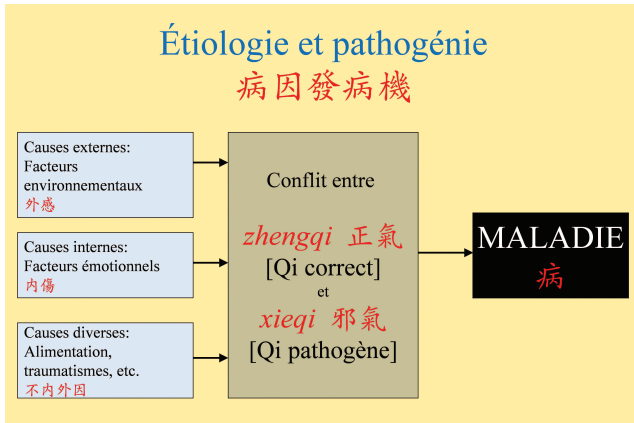 Étiologie et pathogénie
病因發病機
Causes externes:
Facteurs
environnementaux
外感
Causes internes:
Facteurs émotionnels
内傷
Causes diverses:
Alimentation,
traumatismes, etc.
不内外因
Conflit entre
zhengqi 正氣
[Qi correct]
et
xieqi 邪氣
[Qi pathogène]
MALADIE
病